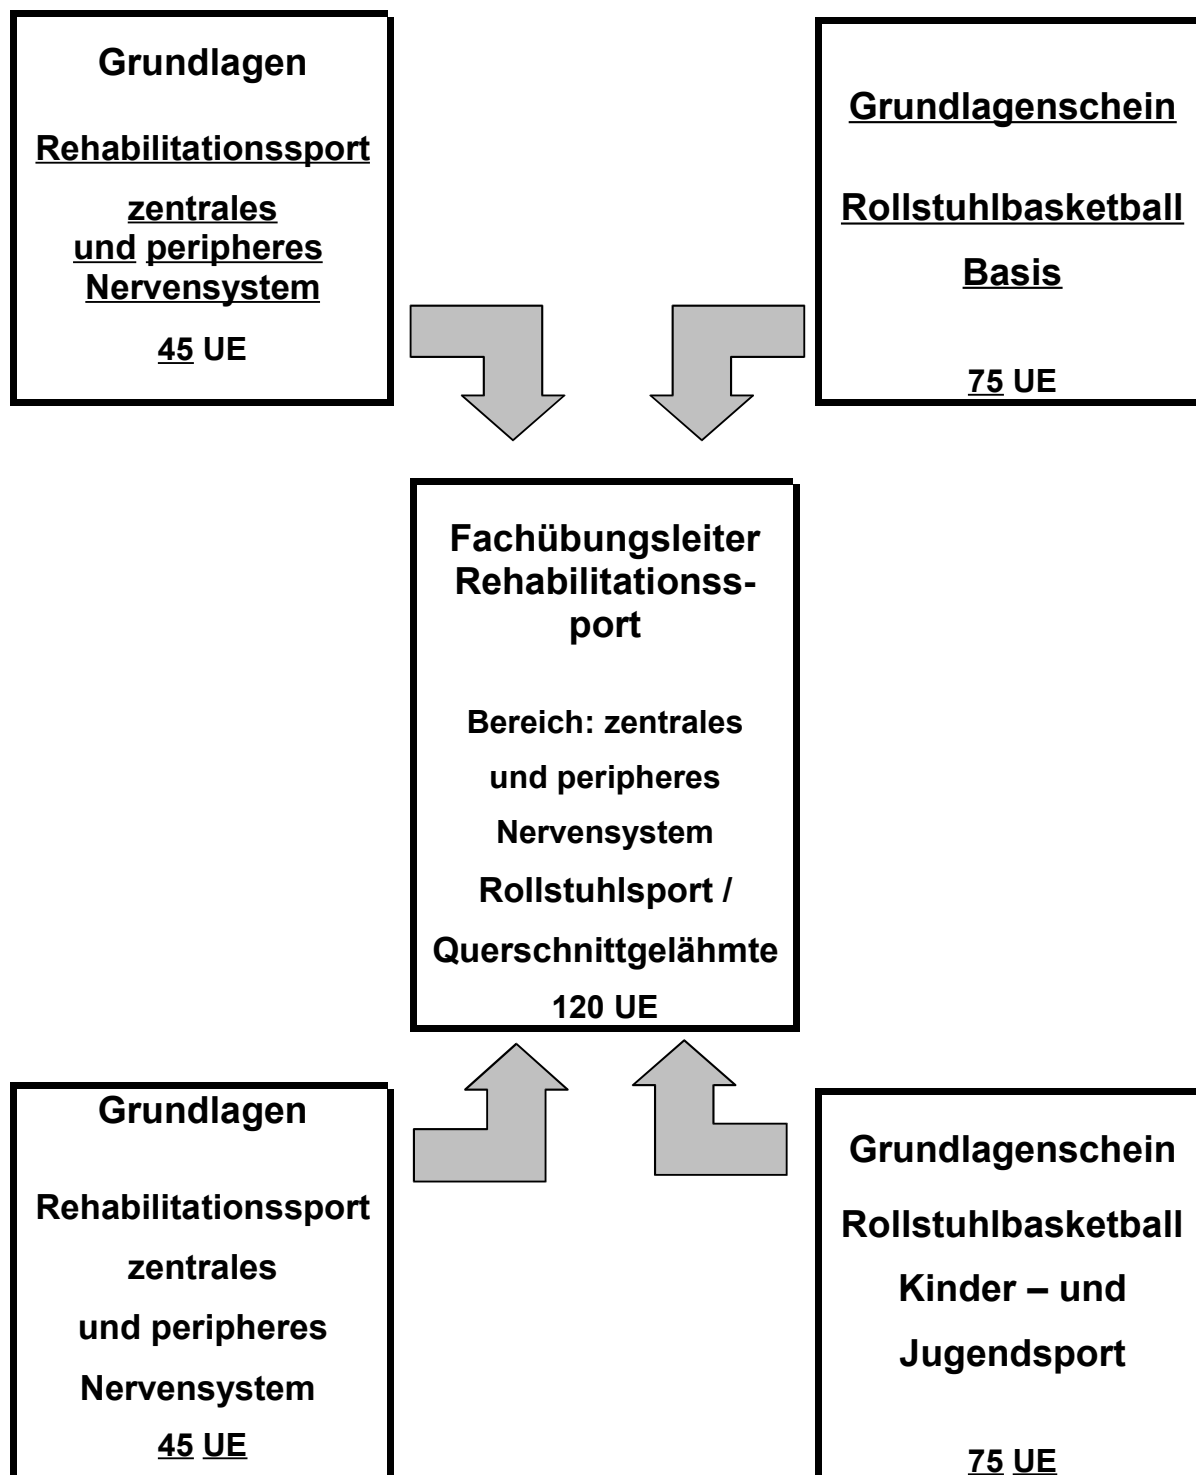 Grundlagen
Rehabilitationssport
zentrales
und peripheres
Nervensystem
45 UE
Grundlagenschein
Rollstuhlbasketball
Basis
75 UE
Fachübungsleiter
Rehabilitationss-
port
Bereich: zentrales
und peripheres
Nervensystem
Rollstuhlsport /
Querschnittgelähmte
120 UE
Grundlagen
Rehabilitationssport
zentrales
und peripheres
Nervensystem
45 UE
Grundlagenschein
Rollstuhlbasketball
Kinder – und
Jugendsport
75 UE